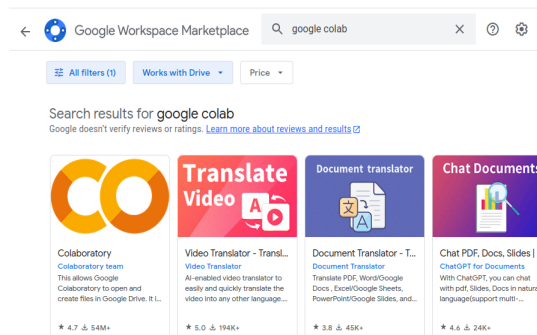 Google Workspace Marketplace
google colab
All filters (1)
Works with Drive
Price
Search results for google colab
Google doesn't verify reviews or ratings. Learn more about reviews and results
Translate
Video
A
Document translator
文
A
Chat Documents
Colaboratory
Colaboratory team
This allows Google
Colaboratory to open and
create files in Google Drive. It i...
4.7 54M+
Video Translator - Transl...
Video Translator
AI-enabled video translator to
easily and quickly translate the
video into any other language....
5.0 194K+
Document Translator - T...
Document Translator
Translate PDF, Word/Google
Docs , Excel/Google Sheets,
PowerPoint/Google Slides, and...
3.8 45K+
Chat PDF, Docs, Slides |
ChatGPT for Documents
With ChatGPT, you can chat
with pdf, Slides, Docs in natura
language(support multi-...
4.6 24K+